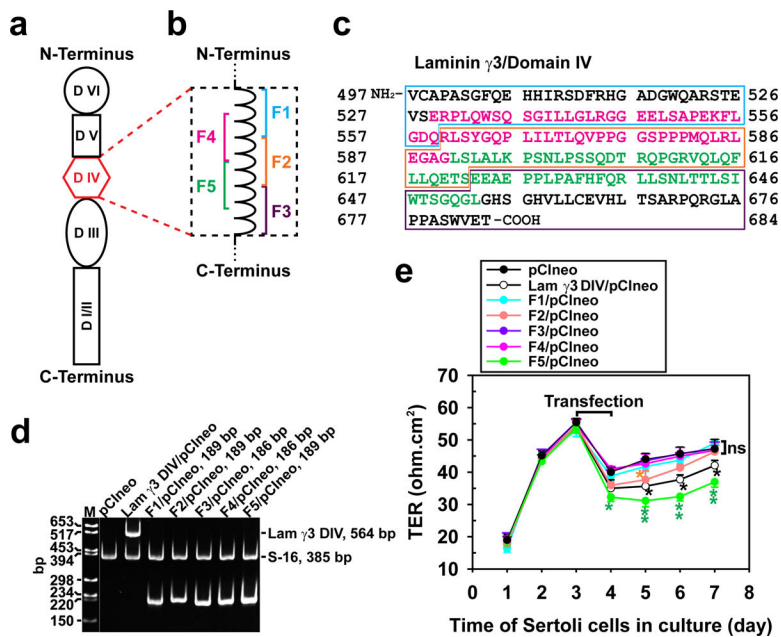 a
N-Terminus
D VI
D V
D IV
D III
D I/II
C-Terminus
b
N-Terminus
F1
F4
F2
F5
F3
C-Terminus
c
Laminin γ3/Domain IV
497 NH₂- VCAPASGFQE HHIRSDFRHG ADGWQARSTE 526
527 VSERPLQWSQ SGILLGLRGG EELSAPEKFL 556
557 GDQRLSYGQP LILTLQVPPG GSPPPMQLRL 586
587 EGAGLSLALK PSNLPSSQDT RQPGRVQLQF 616
617 LLQETSEEAE PPLPAFHFQR LLSNLTTLSI 646
647 WTSGQGLGHS GHVLLCEVHL TSARPQRGLA 676
677 PPASWVET-COOH 684
d
pCIneo
Lam γ3 DIV/pCIneo
F1/pCIneo, 189 bp
F2/pCIneo, 189 bp
F3/pCIneo, 186 bp
F4/pCIneo, 186 bp
F5/pCIneo, 189 bp
M
bp
653
517
453
394
298
234
220
150
Lam γ3 DIV, 564 bp
S-16, 385 bp
e
pCIneo
Lam γ3 DIV/pCIneo
F1/pCIneo
F2/pCIneo
F3/pCIneo
F4/pCIneo
F5/pCIneo
TER (ohm.cm²)
70
60
50
40
30
20
10
0
Transfection
ns
*
*
*
*
*
*
**
**
**
0 1 2 3 4 5 6 7 8
Time of Sertoli cells in culture (day)